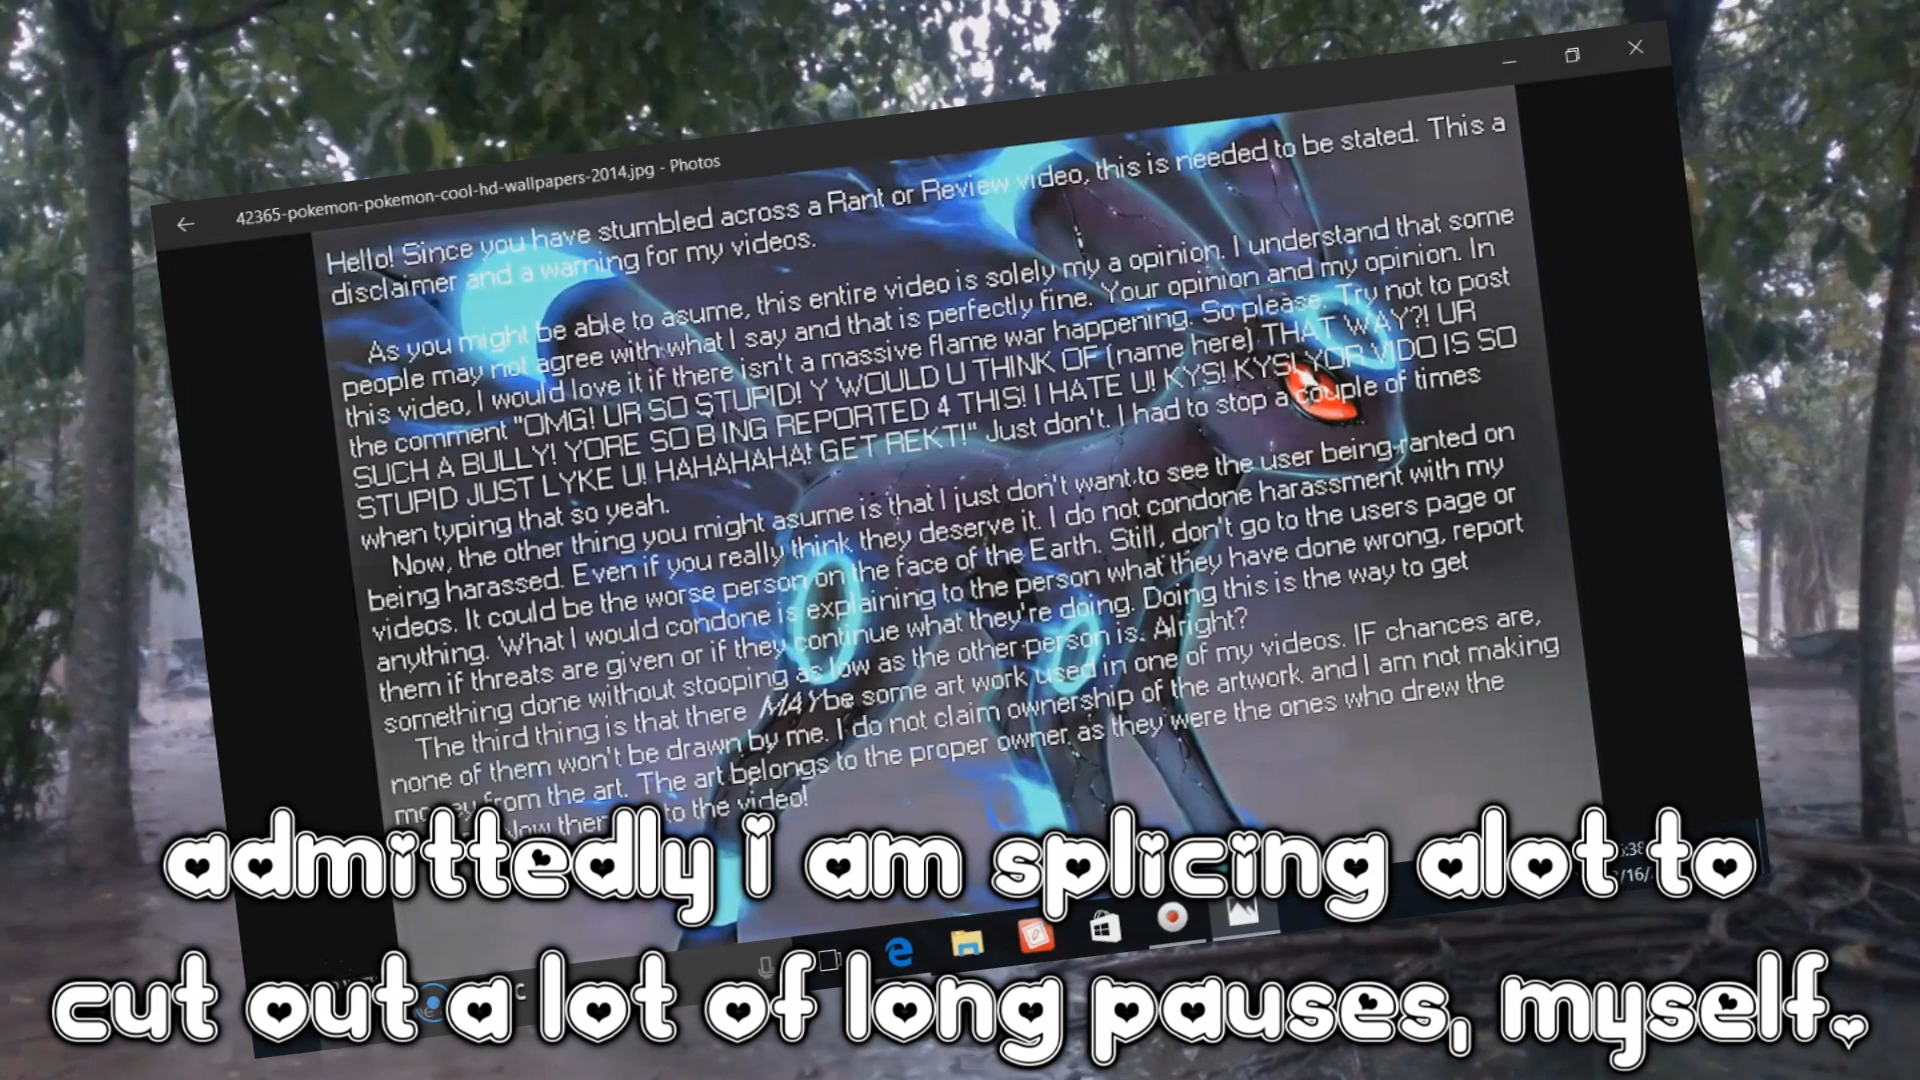 42365-pokemon-pokemon-cool-hd-wallpapers-2014.jpg - Photos
Hello! Since you have stumbled across a Rant or Review video, this is needed to be stated. This a
disclaimer and a warning for my videos.
As you might be able to asume, this entire video is solely my a opinion. I understand that some
people may not agree with what I say and that is perfectly fine. Your opinion and my opinion. In
this video, I would love it if there isn't a massive flame war happening. So please. Try not to post
the comment "OMG! UR SO STUPID! Y WOULD U THINK OF [name here] THAT WAY?! UR
SUCH A BULLY! YORE SO B ING REPORTED 4 THIS! I HATE U! KYS! KYS! YOR VIDO IS SO
STUPID JUST LYKE U! HAHAHAHA! GET REKT!" Just don't. I had to stop a couple of times
when typing that so yeah.
Now, the other thing you might asume is that I just don't want to see the user being ranted on
being harassed. Even if you really think they deserve it. I do not condone harassment with my
videos. It could be the worse person on the face of the Earth. Still, don't go to the users page or
anything. What I would condone is explaining to the person what they have done wrong, report
them if threats are given or if they continue what they're doing. Doing this is the way to get
something done without stooping as low as the other person is. Alright?
The third thing is that there MAY be some art work used in one of my videos. IF chances are,
none of them won't be drawn by me. I do not claim ownership of the artwork and I am not making
money from the art. The art belongs to the proper owner as they were the ones who drew the
to the video!
admittedly i am splicing alot to
cut out a lot of long pauses, myself.